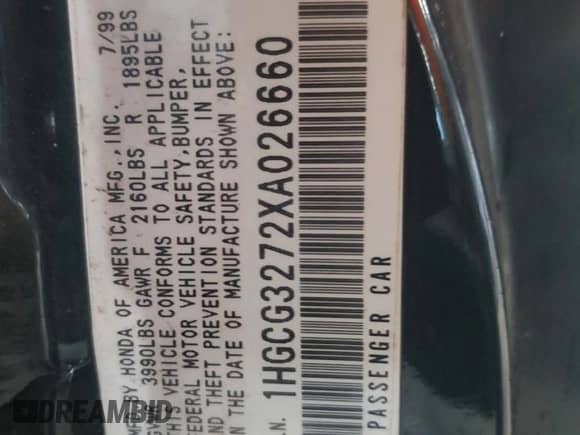 BY HONDA OF AMERICA MFG.,INC. 7/99
3990LBS GAWR F 2160LBS R 1895LBS
VEHICLE CONFORMS TO ALL APPLICABLE
FEDERAL MOTOR VEHICLE SAFETY,BUMPER,
AND THEFT PREVENTION STANDARDS IN EFFECT
ON THE DATE OF MANUFACTURE SHOWN ABOVE:
1HGCG3272XA026660
PASSENGER CAR
DREAMBID